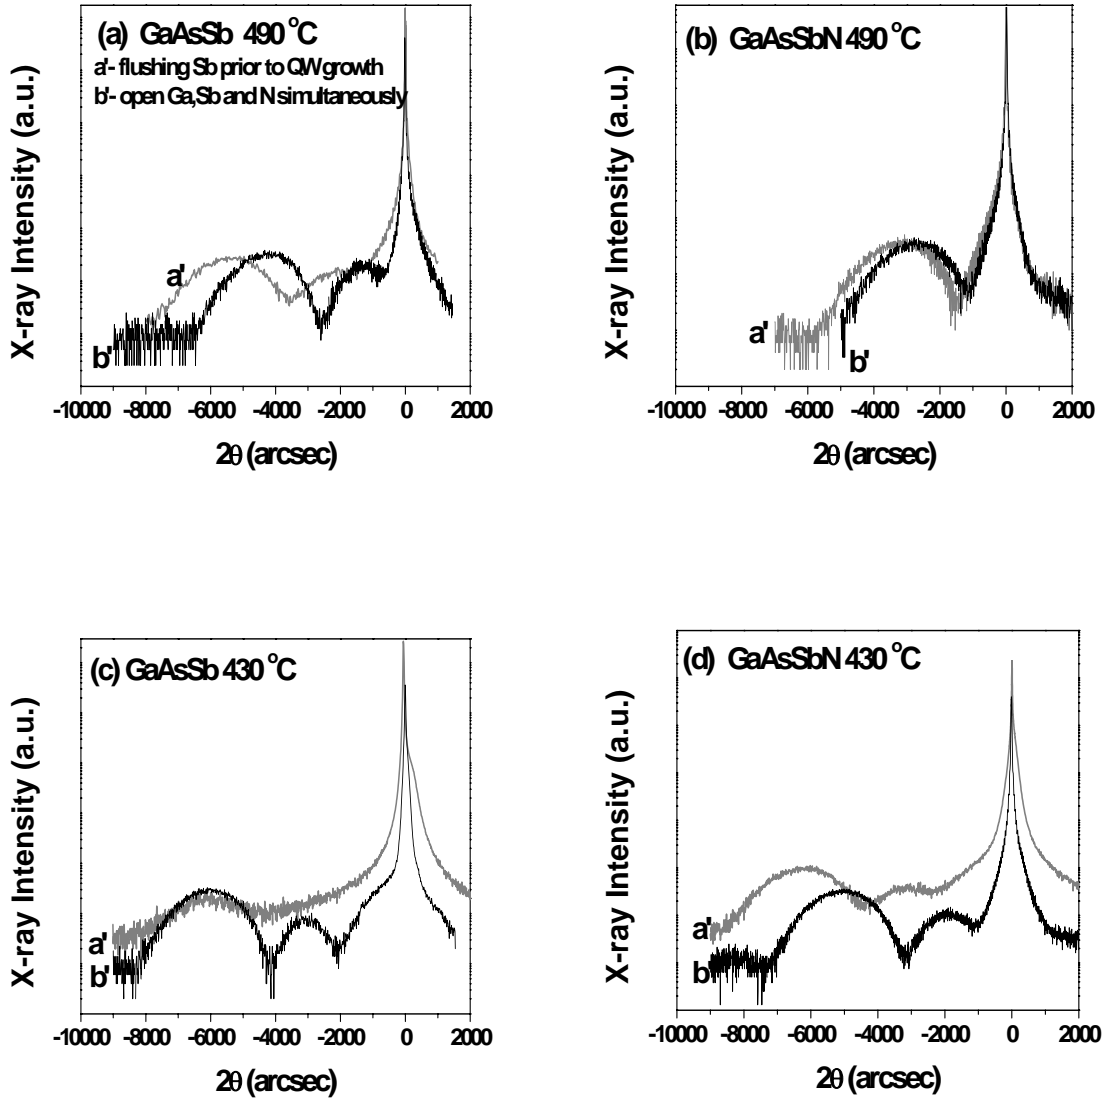 (a) GaAsSb 490 °C
a'- flushing Sb prior to QW growth
b'- open Ga,Sb and N simultaneously
X-ray Intensity (a.u.)
a'
b'
-10000 -8000 -6000 -4000 -2000 0 2000
2θ (arcsec)
(b) GaAsSbN 490 °C
X-ray Intensity (a.u.)
a'
b'
-10000 -8000 -6000 -4000 -2000 0 2000
2θ (arcsec)
(c) GaAsSb 430 °C
X-ray Intensity (a.u.)
a'
b'
-10000 -8000 -6000 -4000 -2000 0 2000
2θ (arcsec)
(d) GaAsSbN 430 °C
X-ray Intensity (a.u.)
a'
b'
-10000 -8000 -6000 -4000 -2000 0 2000
2θ (arcsec)